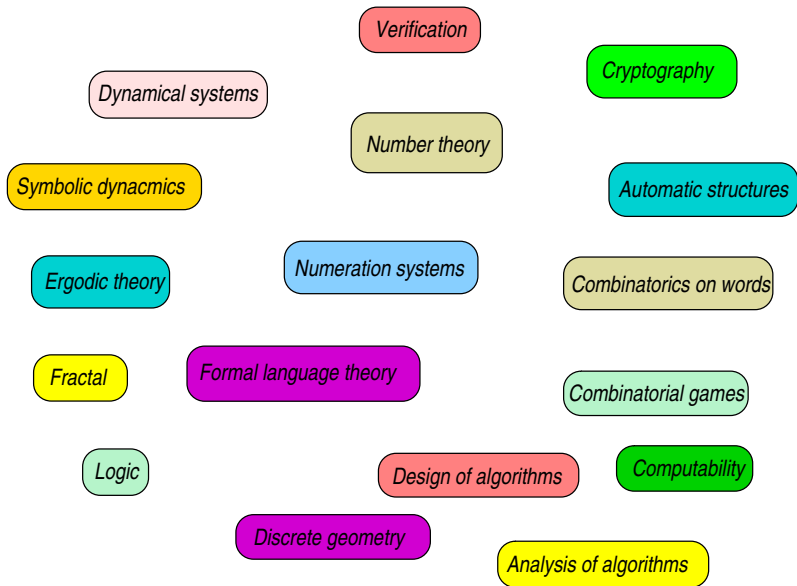 Verification
Cryptography
Dynamical systems
Number theory
Symbolic dynacmics
Automatic structures
Numeration systems
Ergodic theory
Combinatorics on words
Formal language theory
Fractal
Combinatorial games
Logic
Design of algorithms
Computability
Discrete geometry
Analysis of algorithms